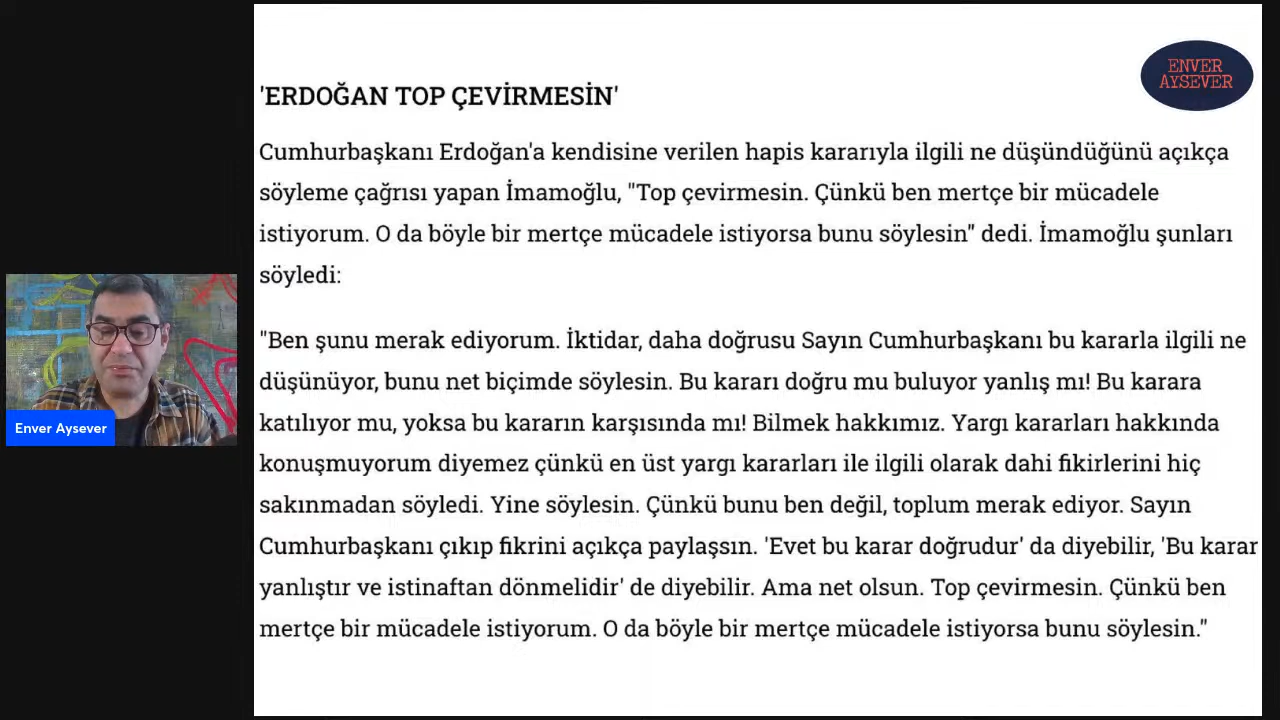 ENVER
AYSEVER
'ERDOĞAN TOP ÇEVİRMESİN'
Cumhurbaşkanı Erdoğan'a kendisine verilen hapis kararıyla ilgili ne düşündüğünü açıkça
söyleme çağrısı yapan İmamoğlu, "Top çevirmesin. Çünkü ben mertçe bir mücadele
istiyorum. O da böyle bir mertçe mücadele istiyorsa bunu söylesin" dedi. İmamoğlu şunları
söyledi:
"Ben şunu merak ediyorum. İktidar, daha doğrusu Sayın Cumhurbaşkanı bu kararla ilgili ne
düşünüyor, bunu net biçimde söylesin. Bu kararı doğru mu buluyor yanlış mı! Bu karara
katılıyor mu, yoksa bu kararın karşısında mı! Bilmek hakkımız. Yargı kararları hakkında
konuşmuyorum diyemez çünkü en üst yargı kararları ile ilgili olarak dahi fikirlerini hiç
sakınmadan söyledi. Yine söylesin. Çünkü bunu ben değil, toplum merak ediyor. Sayın
Cumhurbaşkanı çıkıp fikrini açıkça paylaşsın. 'Evet bu karar doğrudur' da diyebilir, 'Bu karar
yanlıştır ve istinaftan dönmelidir' de diyebilir. Ama net olsun. Top çevirmesin. Çünkü ben
mertçe bir mücadele istiyorum. O da böyle bir mertçe mücadele istiyorsa bunu söylesin."
Enver Aysever